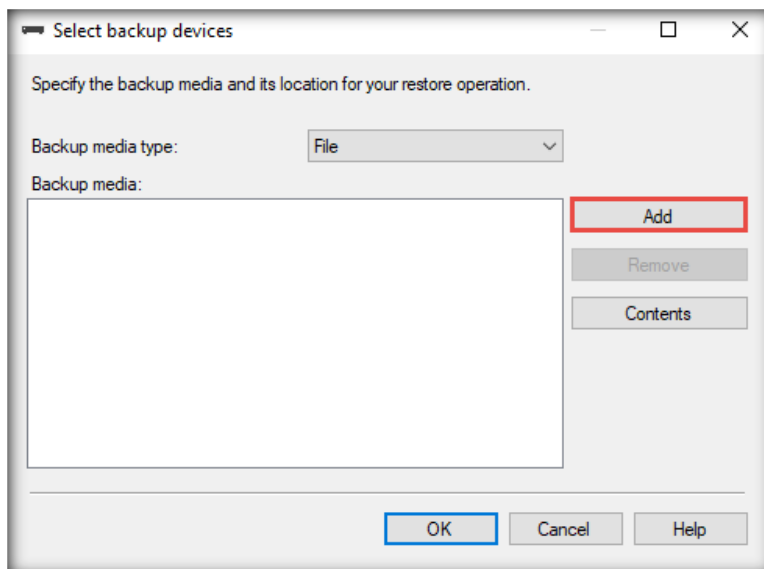 Select backup devices
Specify the backup media and its location for your restore operation.
Backup media type:
File
Backup media:
Add
Remove
Contents
OK
Cancel
Help